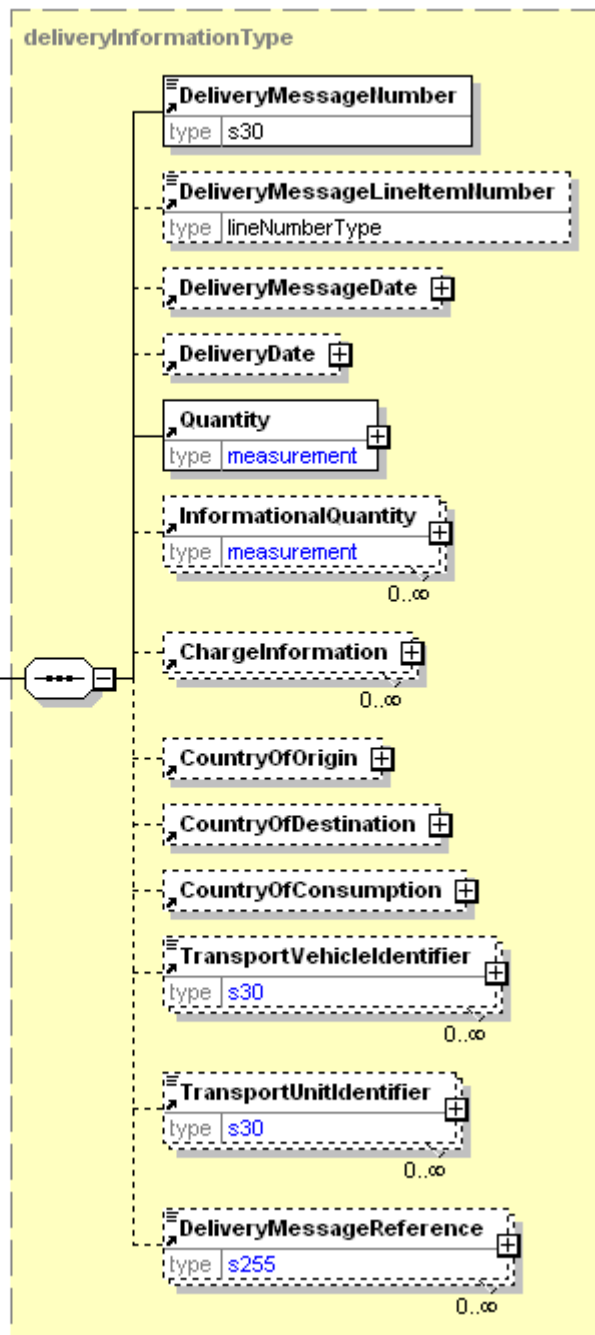 deliveryInformationType
DeliveryMessageNumber
type s30
DeliveryMessageLineItemNumber
type lineNumberType
DeliveryMessageDate
DeliveryDate
Quantity
type measurement
InformationalQuantity
type measurement
0..∞
ChargeInformation
0..∞
CountryOfOrigin
CountryOfDestination
CountryOfConsumption
TransportVehicleIdentifier
type s30
0..∞
TransportUnitIdentifier
type s30
0..∞
DeliveryMessageReference
type s255
0..∞